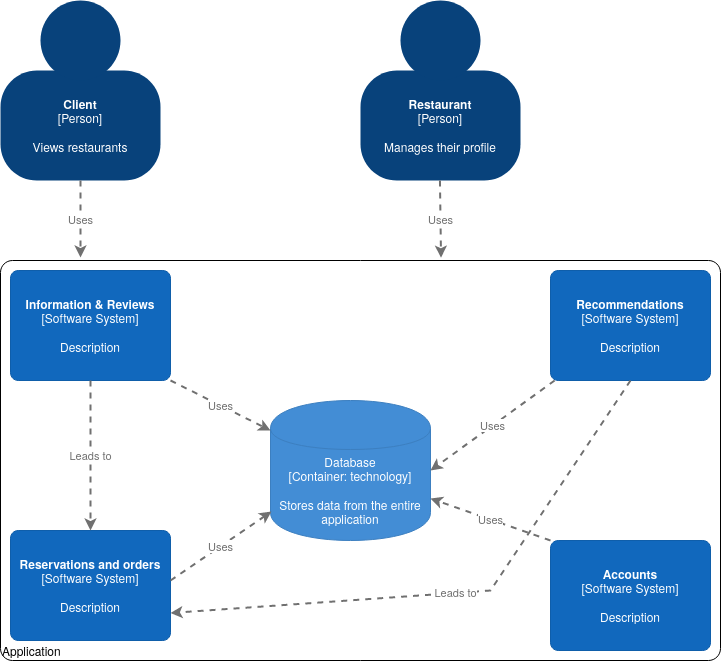 Client
[Person]
Views restaurants
Restaurant
[Person]
Manages their profile
Uses
Uses
Information & Reviews
[Software System]
Description
Recommendations
[Software System]
Description
Uses
Uses
Leads to
Database
[Container: technology]
Stores data from the entire
application
Uses
Uses
Reservations and orders
[Software System]
Description
Leads to
Accounts
[Software System]
Description
Application